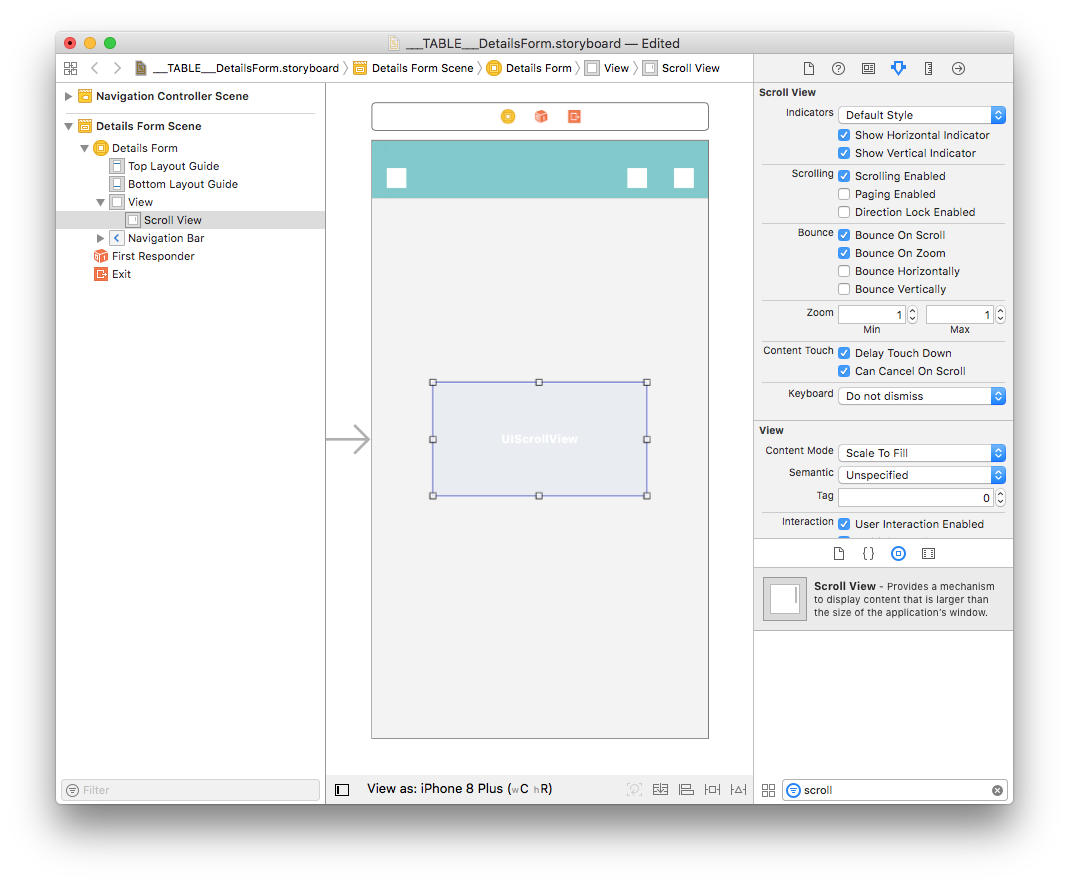 ___TABLE___DetailsForm.storyboard — Edited
___TABLE___DetailsForm.storyboard
Details Form Scene
Details Form
View
Scroll View
Navigation Controller Scene
Details Form Scene
Details Form
Top Layout Guide
Bottom Layout Guide
View
Scroll View
Navigation Bar
First Responder
Exit
Filter
UIScrollView
View as: iPhone 8 Plus (wC hR)
Scroll View
Indicators Default Style
Show Horizontal Indicator
Show Vertical Indicator
Scrolling Scrolling Enabled
Paging Enabled
Direction Lock Enabled
Bounce Bounce On Scroll
Bounce On Zoom
Bounce Horizontally
Bounce Vertically
Zoom 1 1
Min Max
Content Touch Delay Touch Down
Can Cancel On Scroll
Keyboard Do not dismiss
View
Content Mode Scale To Fill
Semantic Unspecified
Tag 0
Interaction User Interaction Enabled
{}
Scroll View - Provides a mechanism
to display content that is larger than
the size of the application's window.
scroll